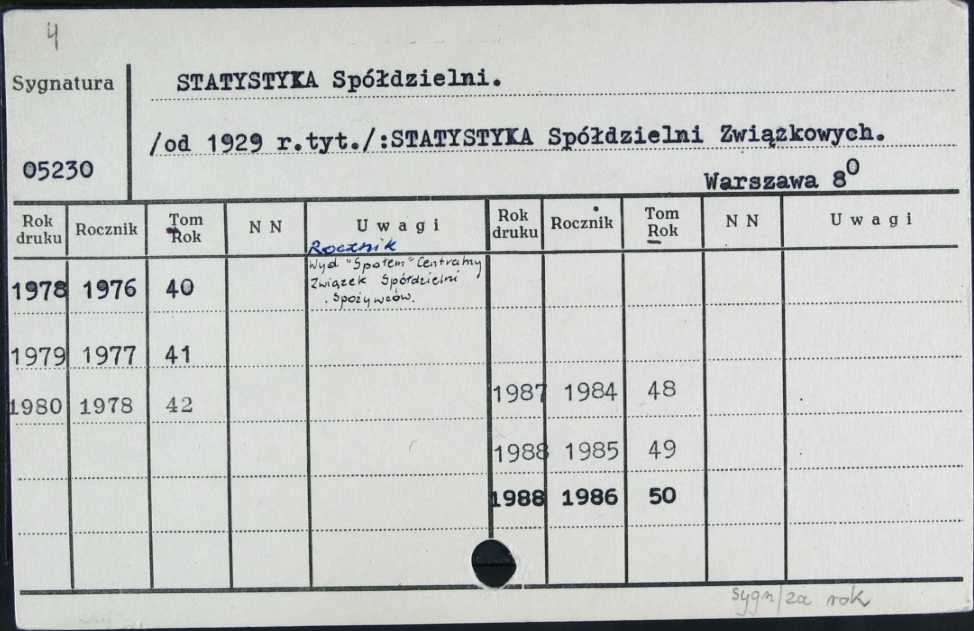 4
Sygnatura
STATYSTYKA Spółdzielni.
/od 1929 r.tyt./:STATYSTYKA Spółdzielni Związkowych.
05230
Warszawa 8⁰
Rok druku Rocznik Tom Rok N N Uwagi Rok druku Rocznik Tom Rok N N Uwagi
Rocznik
Wyd "Społem" Centralny
Związek Spółdzielni
Spożywców.
1978 1976 40
1979 1977 41
1980 1978 42
1987 1984 48
1988 1985 49
1988 1986 50
sygn/za rok